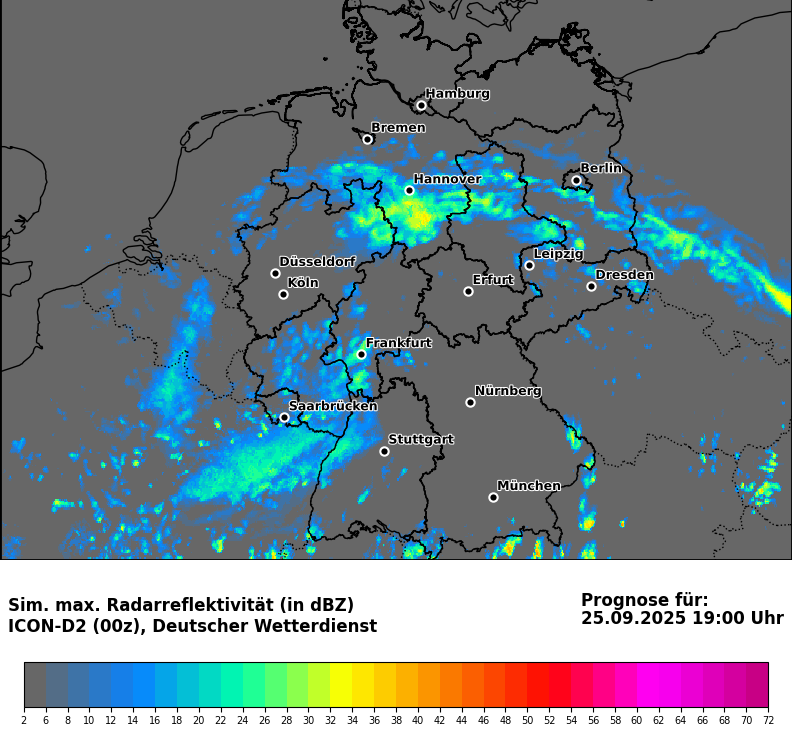 Hamburg
Bremen
Berlin
Hannover
Leipzig
Düsseldorf
Dresden
Erfurt
Köln
Frankfurt
Nürnberg
Saarbrücken
Stuttgart
München
Sim. max. Radarreflektivität (in dBZ)
ICON-D2 (00z), Deutscher Wetterdienst
Prognose für:
25.09.2025 19:00 Uhr
2 6 8 10 12 14 16 18 20 22 24 26 28 30 32 34 36 38 40 42 44 46 48 50 52 54 56 58 60 62 64 66 68 70 72